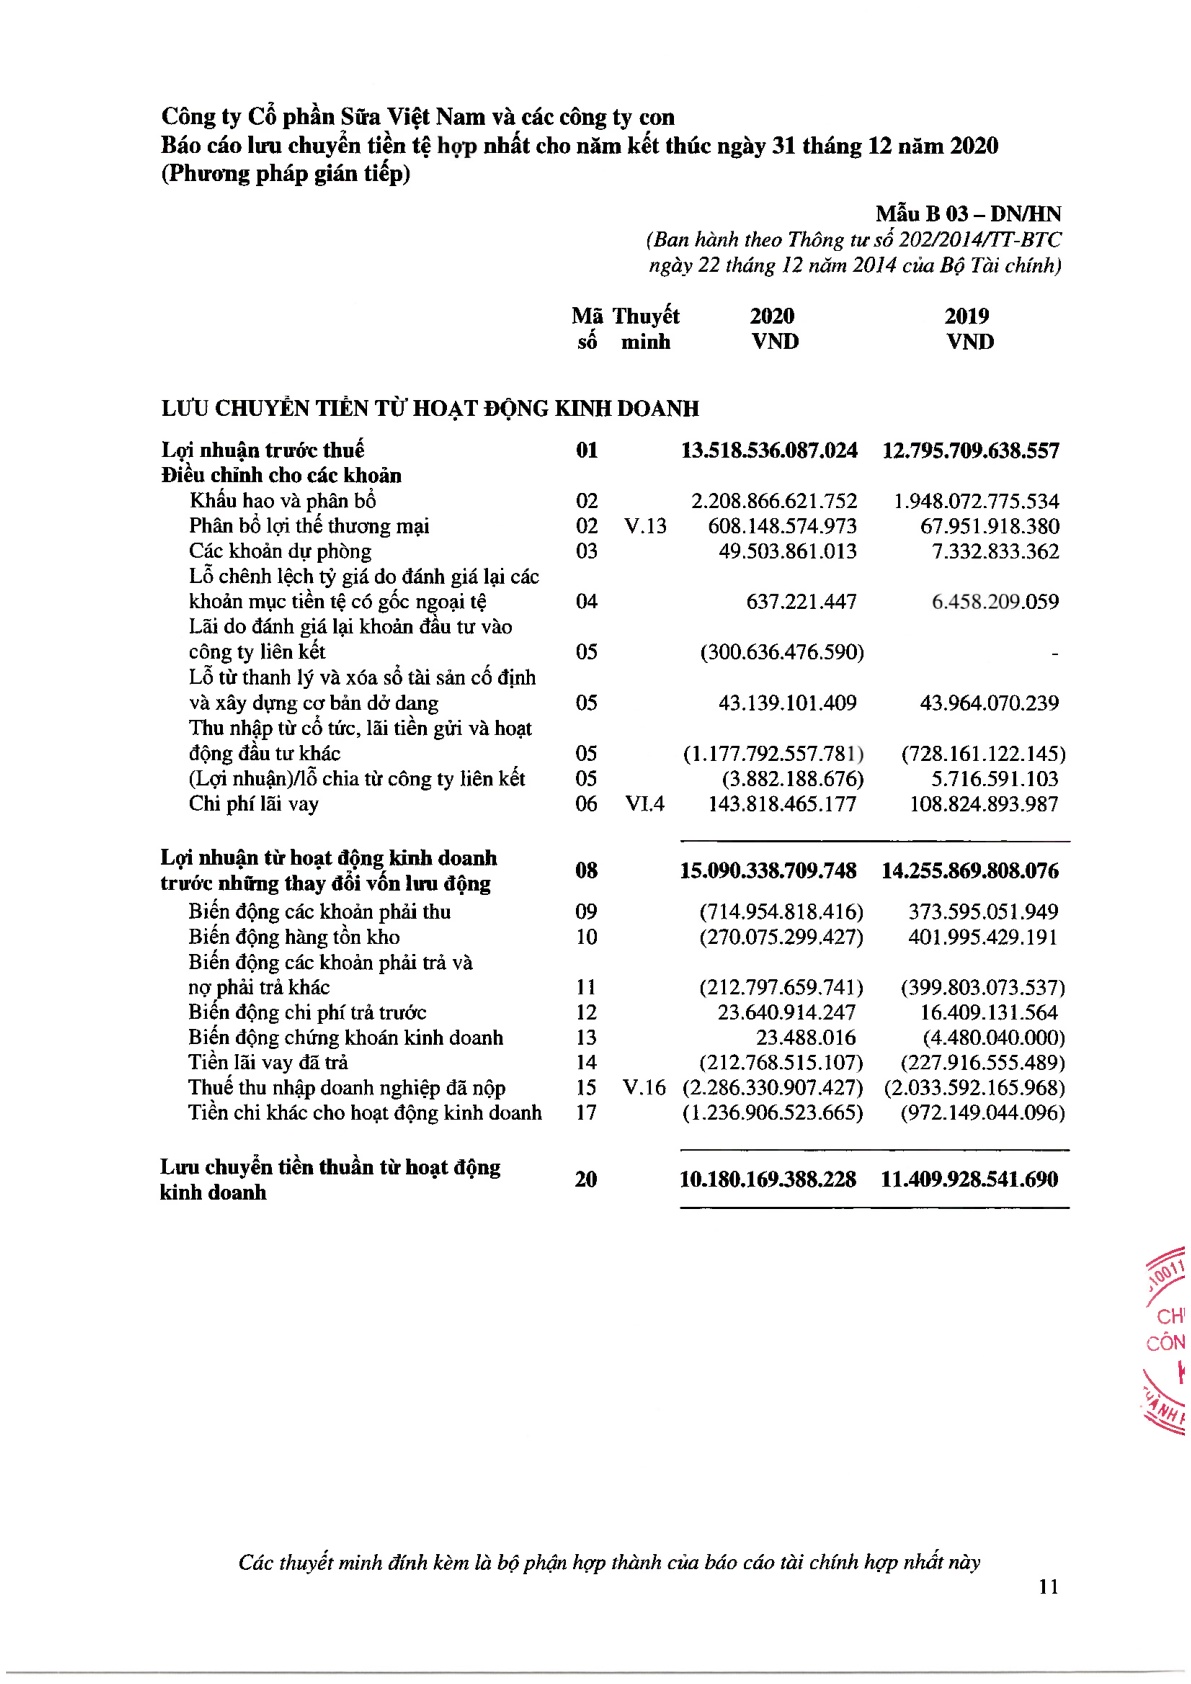 Công ty Cổ phần Sữa Việt Nam và các công ty con
Báo cáo lưu chuyển tiền tệ hợp nhất cho năm kết thúc ngày 31 tháng 12 năm 2020
(Phương pháp gián tiếp)
Mẫu B 03 – DN/HN
(Ban hành theo Thông tư số 202/2014/TT-BTC
ngày 22 tháng 12 năm 2014 của Bộ Tài chính)
Mã Thuyết 2020 2019
số minh VND VND
LƯU CHUYỂN TIỀN TỪ HOẠT ĐỘNG KINH DOANH
Lợi nhuận trước thuế 01 13.518.536.087.024 12.795.709.638.557
Điều chỉnh cho các khoản
Khấu hao và phân bổ 02 2.208.866.621.752 1.948.072.775.534
Phân bổ lợi thế thương mại 02 V.13 608.148.574.973 67.951.918.380
Các khoản dự phòng 03 49.503.861.013 7.332.833.362
Lỗ chênh lệch tỷ giá do đánh giá lại các
khoản mục tiền tệ có gốc ngoại tệ 04 637.221.447 6.458.209.059
Lãi do đánh giá lại khoản đầu tư vào
công ty liên kết 05 (300.636.476.590) -
Lỗ từ thanh lý và xóa sổ tài sản cố định
và xây dựng cơ bản dở dang 05 43.139.101.409 43.964.070.239
Thu nhập từ cổ tức, lãi tiền gửi và hoạt
động đầu tư khác 05 (1.177.792.557.781) (728.161.122.145)
(Lợi nhuận)/lỗ chia từ công ty liên kết 05 (3.882.188.676) 5.716.591.103
Chi phí lãi vay 06 VI.4 143.818.465.177 108.824.893.987
Lợi nhuận từ hoạt động kinh doanh
trước những thay đổi vốn lưu động 08 15.090.338.709.748 14.255.869.808.076
Biến động các khoản phải thu 09 (714.954.818.416) 373.595.051.949
Biến động hàng tồn kho 10 (270.075.299.427) 401.995.429.191
Biến động các khoản phải trả và
nợ phải trả khác 11 (212.797.659.741) (399.803.073.537)
Biến động chi phí trả trước 12 23.640.914.247 16.409.131.564
Biến động chứng khoán kinh doanh 13 23.488.016 (4.480.040.000)
Tiền lãi vay đã trả 14 (212.768.515.107) (227.916.555.489)
Thuế thu nhập doanh nghiệp đã nộp 15 V.16 (2.286.330.907.427) (2.033.592.165.968)
Tiền chi khác cho hoạt động kinh doanh 17 (1.236.906.523.665) (972.149.044.096)
Lưu chuyển tiền thuần từ hoạt động
kinh doanh 20 10.180.169.388.228 11.409.928.541.690
CÔN
Các thuyết minh đính kèm là bộ phận hợp thành của báo cáo tài chính hợp nhất này
11